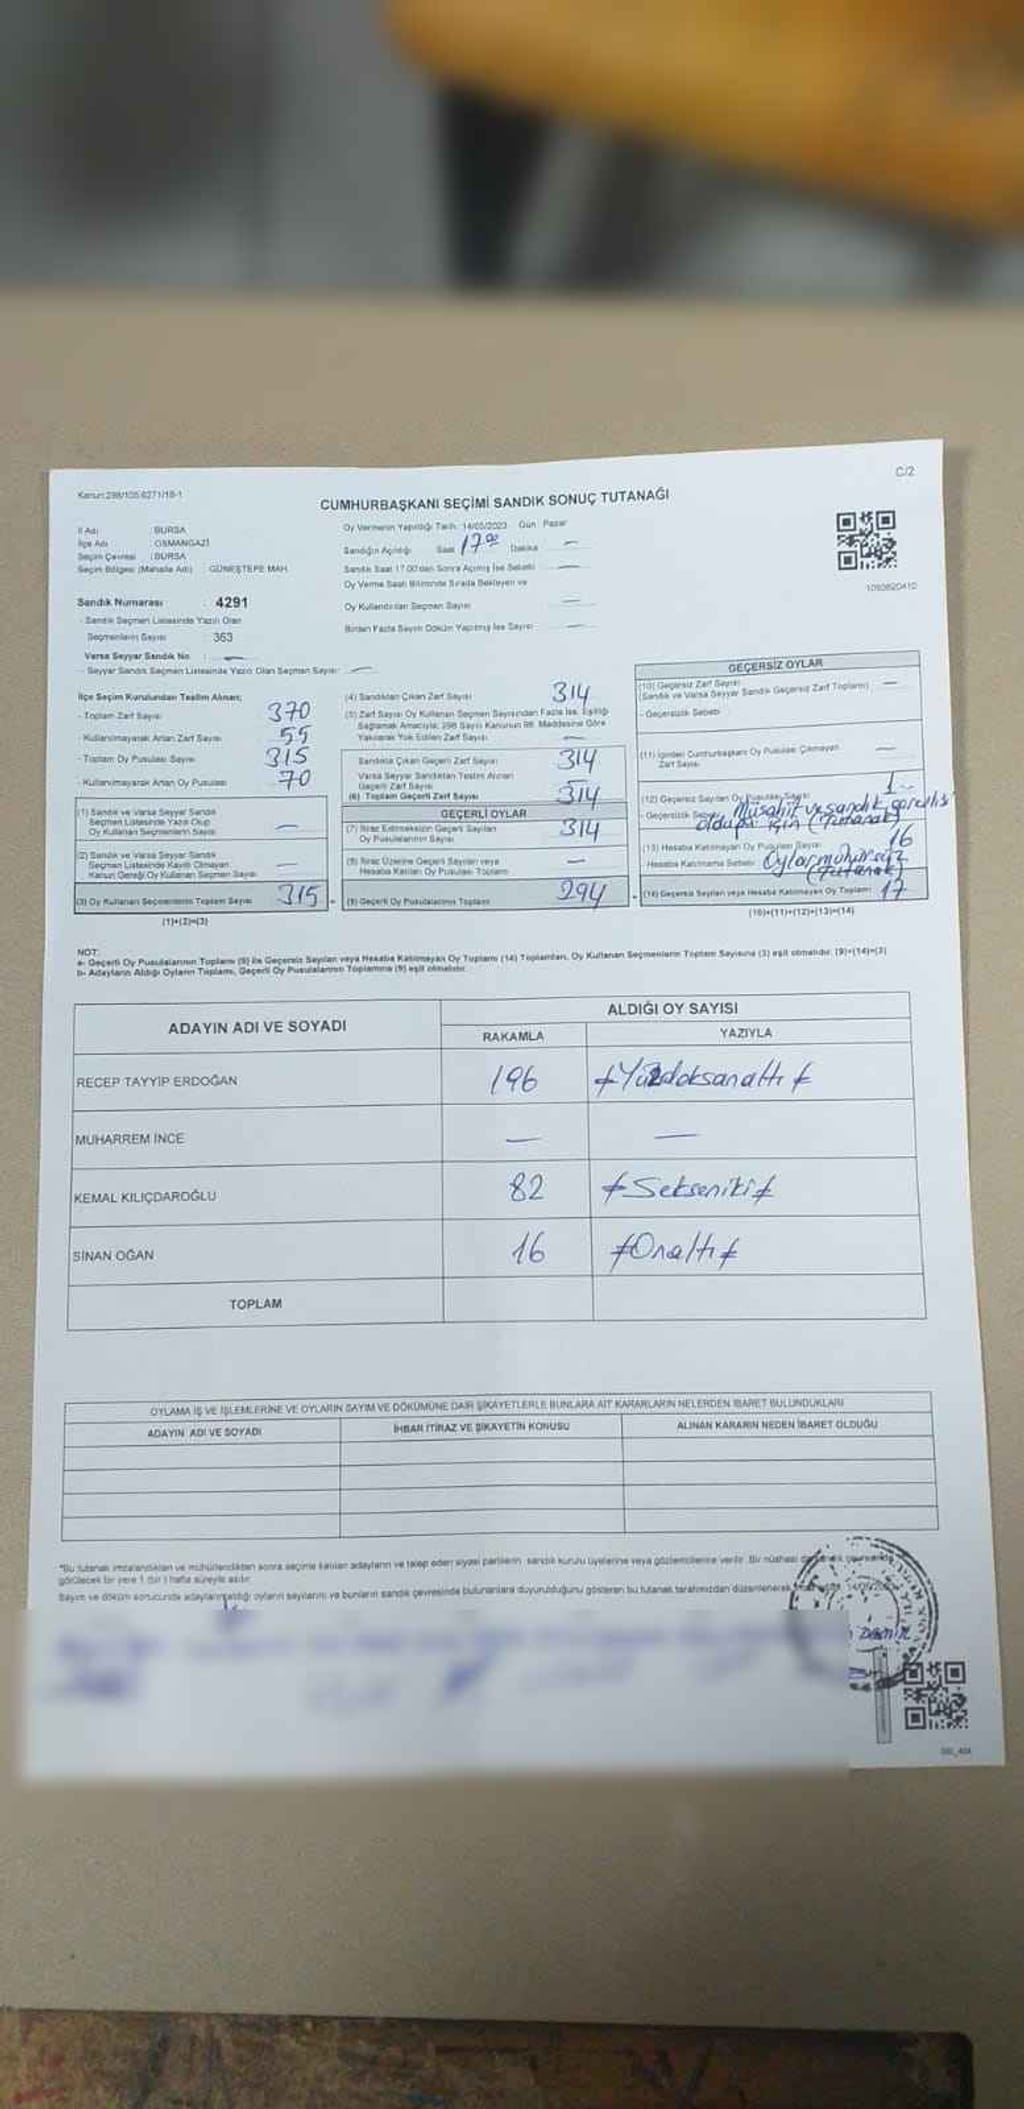 C/2
Kanun:298/105 6271/18-1
CUMHURBAŞKANI SEÇİMİ SANDIK SONUÇ TUTANAĞI
İl Adı : BURSA
İlçe Adı : OSMANGAZİ
Seçim Çevresi : BURSA
Seçim Bölgesi (Mahalle Adı) : GÜNEŞTEPE MAH.
Sandık Numarası : 4291
- Sandık Seçmen Listesinde Yazılı Olan
Seçmenlerin Sayısı : 363
Varsa Seyyar Sandık No : —
- Seyyar Sandık Seçmen Listesinde Yazılı Olan Seçmen Sayısı : —
Oy Vermenin Yapıldığı Tarih: 14/05/2023 Gün: Pazar
Sandığın Açıldığı Saat 17.00 Dakika —
Sandık Saat 17.00'dan Sonra Açılmış İse Sebebi —
Oy Verme Saati Bitiminde Sırada Bekleyen ve
Oy Kullandırılan Seçmen Sayısı —
Birden Fazla Sayım Döküm Yapılmış İse Sayısı —
1093820410
İlçe Seçim Kurulundan Teslim Alınan;
- Toplam Zarf Sayısı 370
- Kullanılmayarak Artan Zarf Sayısı 55
- Toplam Oy Pusulası Sayısı 315
- Kullanılmayarak Artan Oy Pusulası 70
(1) Sandık ve Varsa Seyyar Sandık
Seçmen Listesinde Yazılı Olup
Oy Kullanan Seçmenlerin Sayısı —
(2) Sandık ve Varsa Seyyar Sandık
Seçmen Listesinde Kayıtlı Olmayan
Kanun Gereği Oy Kullanan Seçmen Sayısı —
(3) Oy Kullanan Seçmenlerin Toplam Sayısı 315
(1)+(2)=(3)
(4) Sandıktan Çıkan Zarf Sayısı 314
(5) Zarf Sayısı Oy Kullanan Seçmen Sayısından Fazla İse, Eşitliği
Sağlamak Amacıyla; 298 Sayılı Kanunun 98. Maddesine Göre
Yakılarak Yok Edilen Zarf Sayısı —
Sandıkta Çıkan Geçerli Zarf Sayısı 314
Varsa Seyyar Sandıktan Teslim Alınan
Geçerli Zarf Sayısı —
(6) Toplam Geçerli Zarf Sayısı 314
GEÇERLİ OYLAR
(7) İtiraz Edilmeksizin Geçerli Sayılan
Oy Pusulalarının Sayısı 314
(8) İtiraz Üzerine Geçerli Sayılan veya
Hesaba Katılan Oy Pusulası Toplamı —
(9) Geçerli Oy Pusulalarının Toplamı 294
GEÇERSİZ OYLAR
(10) Geçersiz Zarf Sayısı
(Sandık ve Varsa Seyyar Sandık Geçersiz Zarf Toplamı) —
- Geçersizlik Sebebi
(11) İçinden Cumhurbaşkanı Oy Pusulası Çıkmayan
Zarf Sayısı —
(12) Geçersiz Sayılan Oy Pusulası Sayısı 1
- Geçersizlik Sebebi Müşahit ve sandık görevlisi
olduğu için (Tutanak)
(13) Hesaba Katılmayan Oy Pusulası Sayısı 16
Hesaba Katılmama Sebebi Oylar mühürsüz
(Tutanak)
(14) Geçersiz Sayılan veya Hesaba Katılmayan Oy Toplamı 17
(10)+(11)+(12)+(13)=(14)
NOT:
a- Geçerli Oy Pusulalarının Toplamı (9) ile Geçersiz Sayılan veya Hesaba Katılmayan Oy Toplamı (14) Toplamları, Oy Kullanan Seçmenlerin Toplam Sayısına (3) eşit olmalıdır. (9)+(14)=(3)
b- Adayların Aldığı Oyların Toplamı, Geçerli Oy Pusulalarının Toplamına (9) eşit olmalıdır.
ADAYIN ADI VE SOYADI
ALDIĞI OY SAYISI
RAKAMLA YAZIYLA
RECEP TAYYİP ERDOĞAN 196 ≠Yüzdoksanaltı≠
MUHARREM İNCE — —
KEMAL KILIÇDAROĞLU 82 ≠Sekseniki≠
SİNAN OĞAN 16 ≠Onaltı≠
TOPLAM
OYLAMA İŞ VE İŞLEMLERİNE VE OYLARIN SAYIM VE DÖKÜMÜNE DAİR ŞİKAYETLERLE BUNLARA AİT KARARLARIN NELERDEN İBARET BULUNDUKLARI
ADAYIN ADI VE SOYADI İHBAR İTİRAZ VE ŞİKAYETİN KONUSU ALINAN KARARIN NEDEN İBARET OLDUĞU
*Bu tutanak imzalandıktan ve mühürlendikten sonra seçime katılan adayların ve talep eden siyasi partilerin sandık kurulu üyelerine veya gözlemcilerine verilir. Bir nüshası
görülecek bir yere 1 (bir) hafta süreyle asılır.
Sayım ve döküm sonucunda adayların aldığı oyların sayılarını ve bunların sandık çevresinde bulunanlara duyurulduğunu gösteren bu tutanak tarafımızdan düzenlenerek